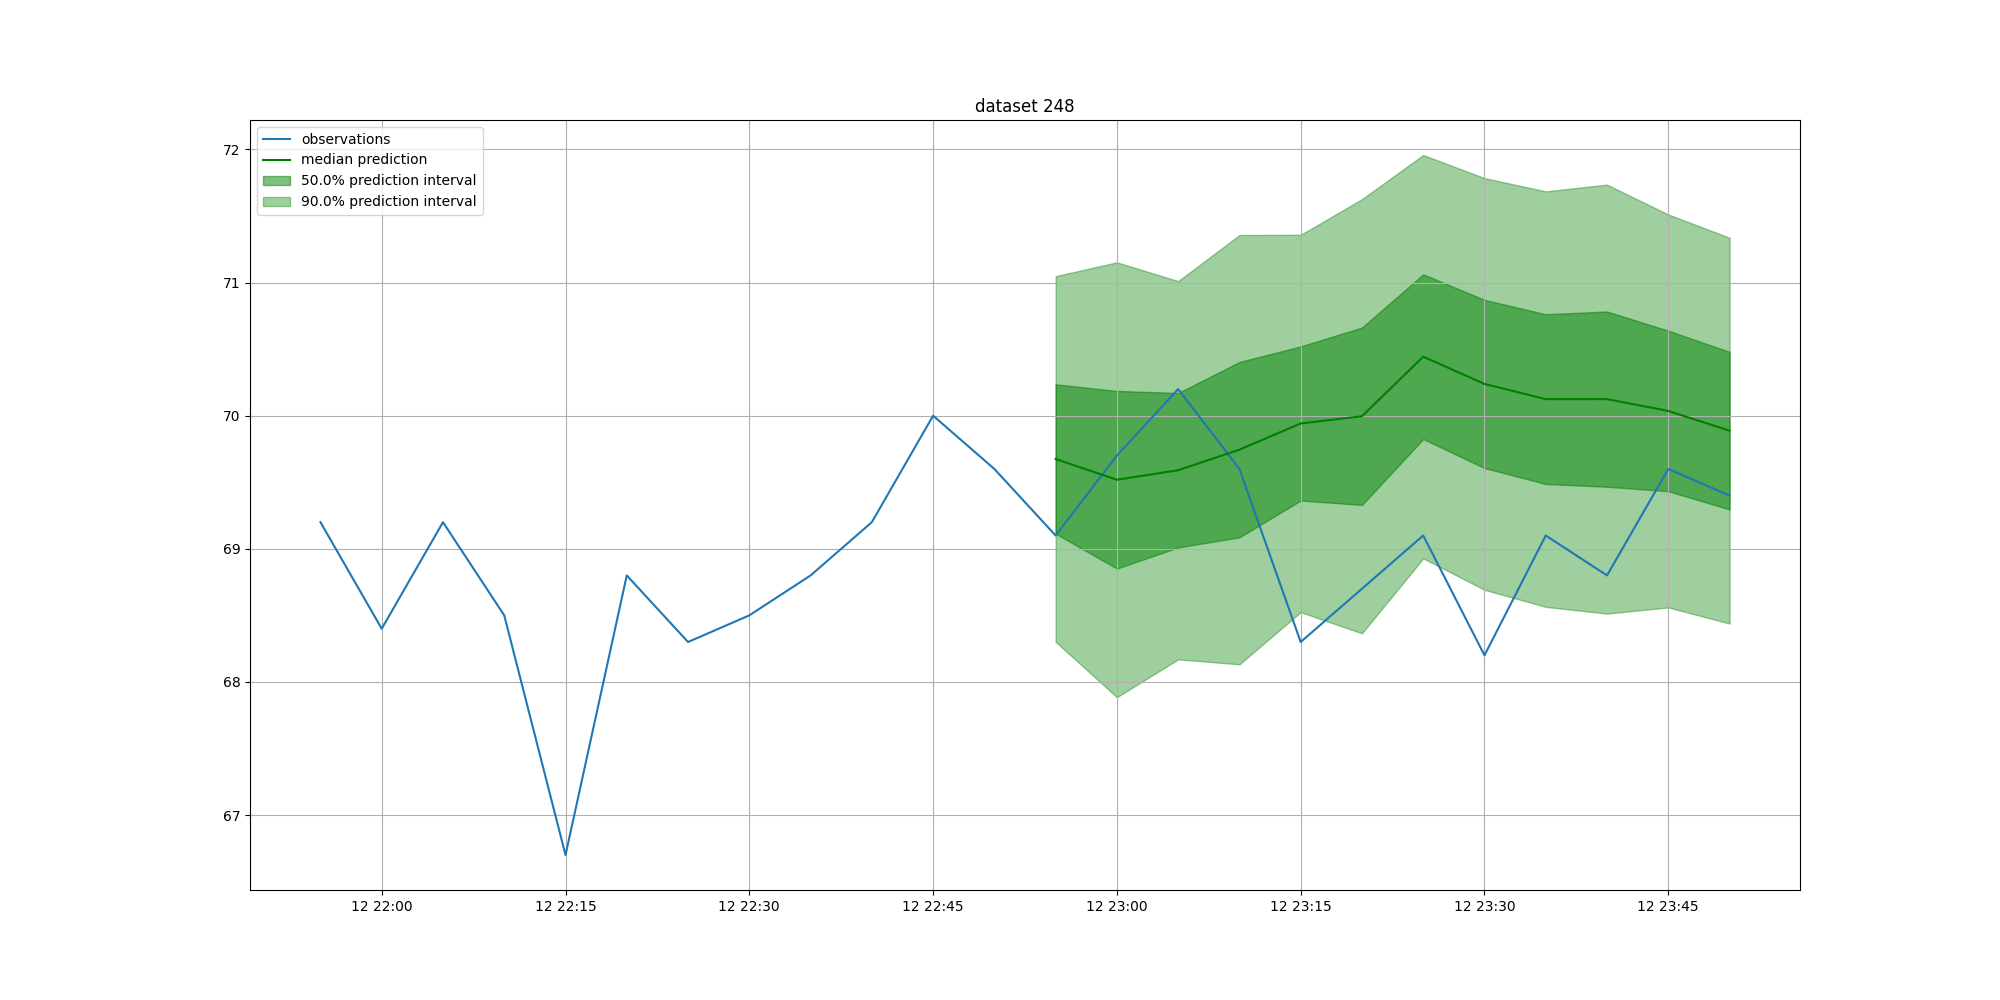 dataset 248
observations
median prediction
50.0% prediction interval
90.0% prediction interval
72
71
70
69
68
67
12 22:00
12 22:15
12 22:30
12 22:45
12 23:00
12 23:15
12 23:30
12 23:45